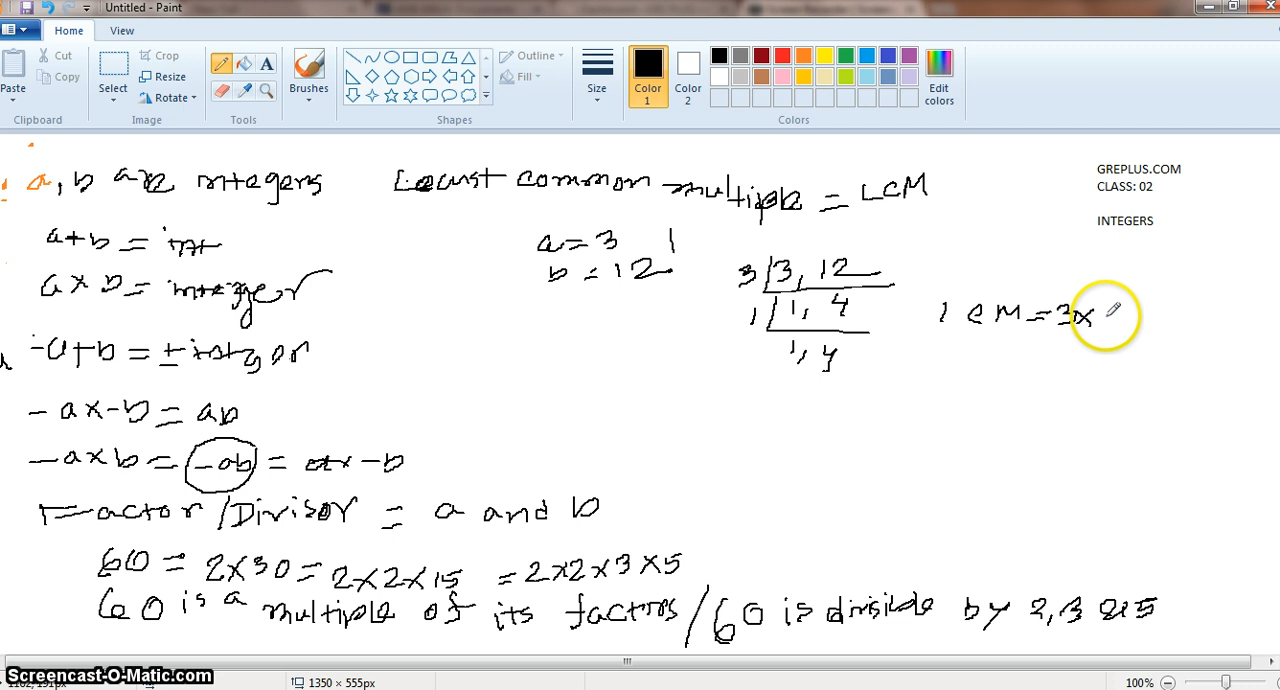 Untitled - Paint
Home View
Paste Cut Copy Clipboard
Select Crop Resize Rotate Image
Tools
Brushes
Outline Fill Shapes
Size
Color 1 Color 2 Edit colors Colors
GREPLUS.COM
CLASS: 02
INTEGERS
a, b are integers Leaust common multiple = LCM
a+b = int
a x b = integer
a = 3
b = 12
3 | 3, 12
1 | 1, 4
1, 4
LCM = 3x
-a+b = ± integer
-a x -b = ab
-a x b = -ab = a x -b
Factor/Divisor = a and b
60 = 2x30 = 2x2x15 = 2x2x3x5
60 is a multiple of its factors / 60 is divisible by 2, 3 & 5
Screencast-O-Matic.com
1350 × 555px
100%